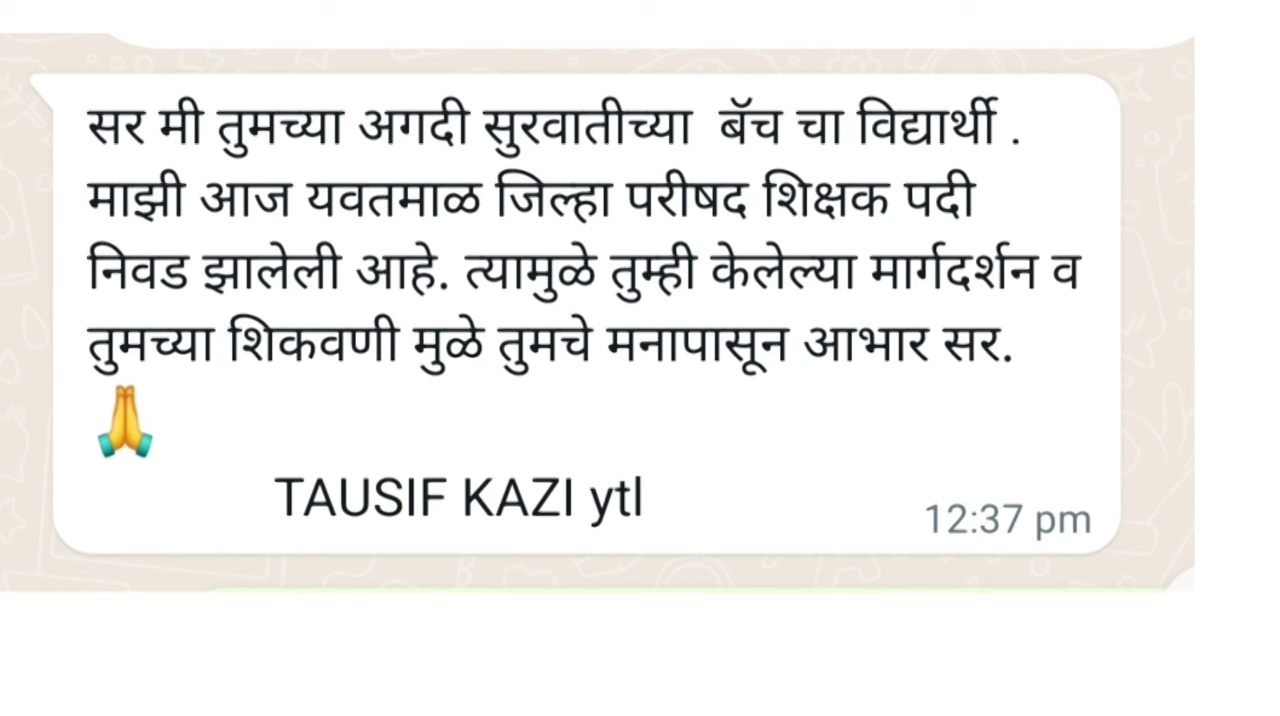 सर मी तुमच्या अगदी सुरवातीच्या बॅच चा विद्यार्थी .
माझी आज यवतमाळ जिल्हा परीषद शिक्षक पदी
निवड झालेली आहे. त्यामुळे तुम्ही केलेल्या मार्गदर्शन व
तुमच्या शिकवणी मुळे तुमचे मनापासून आभार सर.
🙏
TAUSIF KAZI ytl
12:37 pm